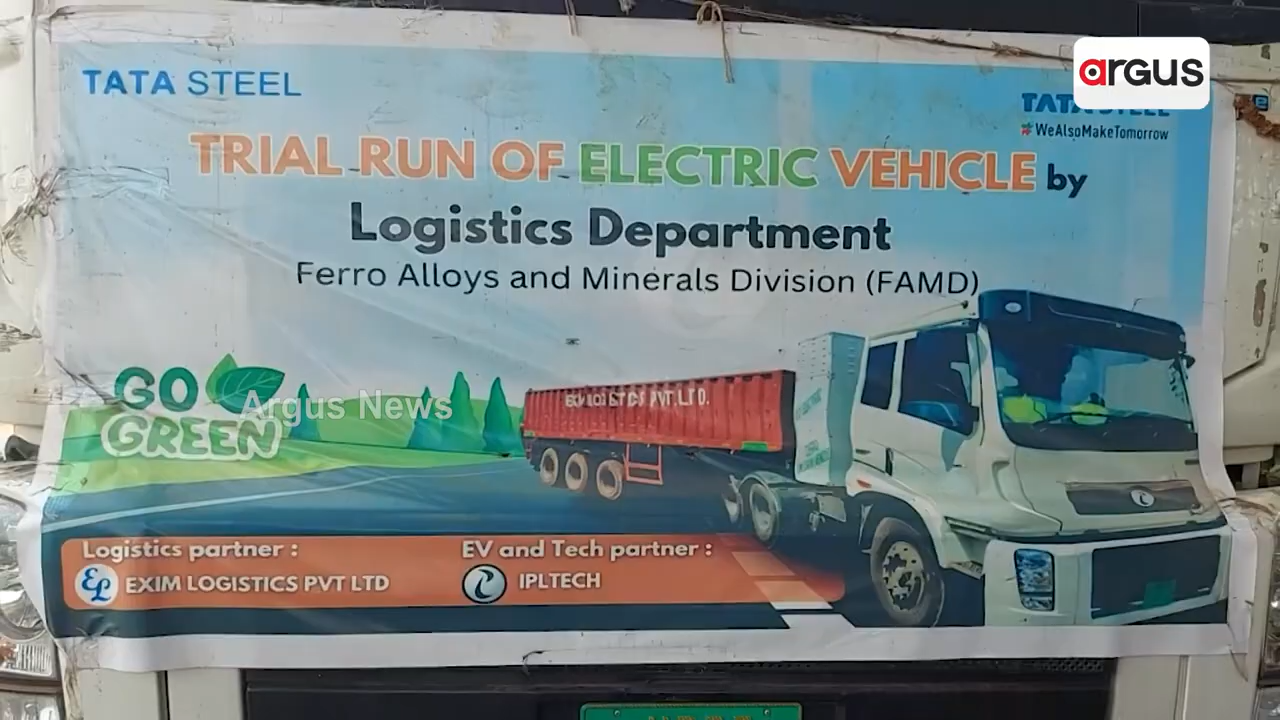 argus
TATA STEEL
TATA STEEL
#WeAlsoMakeTomorrow
TRIAL RUN OF ELECTRIC VEHICLE by
Logistics Department
Ferro Alloys and Minerals Division (FAMD)
GO
GREEN
Argus News
EXIM LOGISTICS PVT.LTD.
Logistics partner :
EL EXIM LOGISTICS PVT LTD
EV and Tech partner :
IPLTECH